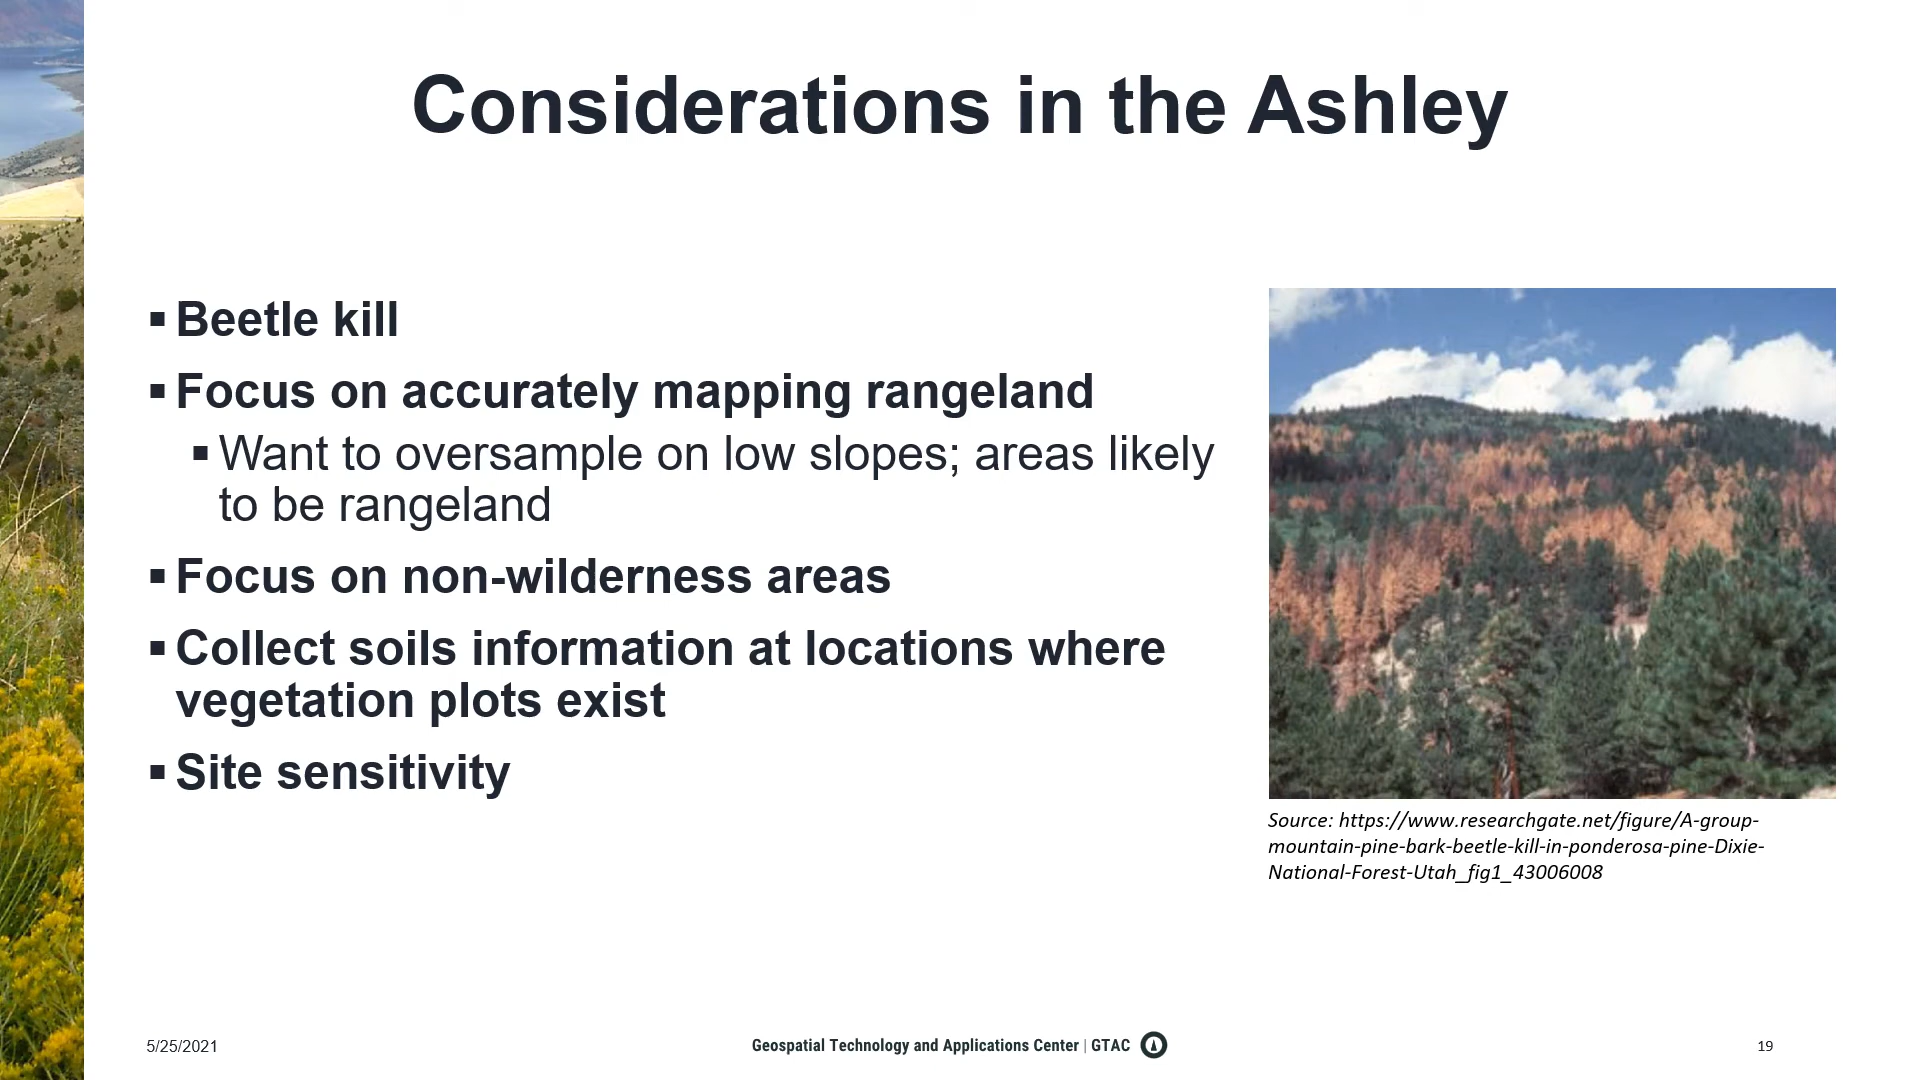 Considerations in the Ashley
▪ Beetle kill
▪ Focus on accurately mapping rangeland
▪ Want to oversample on low slopes; areas likely
to be rangeland
▪ Focus on non-wilderness areas
▪ Collect soils information at locations where
vegetation plots exist
▪ Site sensitivity
Source: https://www.researchgate.net/figure/A-group-
mountain-pine-bark-beetle-kill-in-ponderosa-pine-Dixie-
National-Forest-Utah_fig1_43006008
5/25/2021
Geospatial Technology and Applications Center | GTAC
19